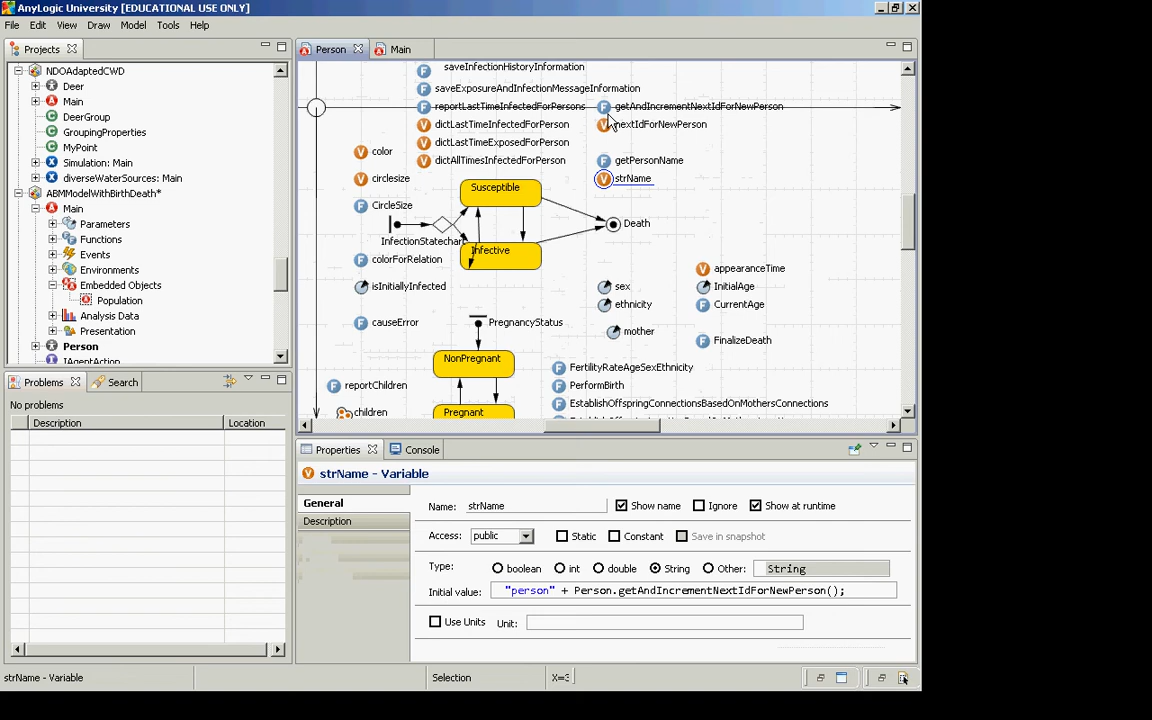 AnyLogic University [EDUCATIONAL USE ONLY]
File Edit View Draw Model Tools Help
Projects
NDOAdaptedCWD
Deer
Main
DeerGroup
GroupingProperties
MyPoint
Simulation: Main
diverseWaterSources: Main
ABMModelWithBirthDeath*
Main
Parameters
Functions
Events
Environments
Embedded Objects
Population
Analysis Data
Presentation
Person
IAgentAction
Problems Search
No problems
Description Location
Person Main
saveInfectionHistoryInformation
saveExposureAndInfectionMessageInformation
reportLastTimeInfectedForPersons getAndIncrementNextIdForNewPerson
dictLastTimeInfectedForPerson nextIdForNewPerson
dictLastTimeExposedForPerson
color dictAllTimesInfectedForPerson getPersonName
circlesize Susceptible strName
CircleSize
InfectionStatechart Death
colorForRelation Infective
appearanceTime
isInitiallyInfected sex InitialAge
ethnicity CurrentAge
causeError PregnancyStatus mother
FinalizeDeath
NonPregnant
FertilityRateAgeSexEthnicity
reportChildren PerformBirth
EstablishOffspringConnectionsBasedOnMothersConnections
children Pregnant
Properties Console
strName - Variable
General
Description
Name: strName Show name Ignore Show at runtime
Access: public Static Constant Save in snapshot
Type: boolean int double String Other: String
Initial value: "person" + Person.getAndIncrementNextIdForNewPerson();
Use Units Unit:
strName - Variable Selection X=3